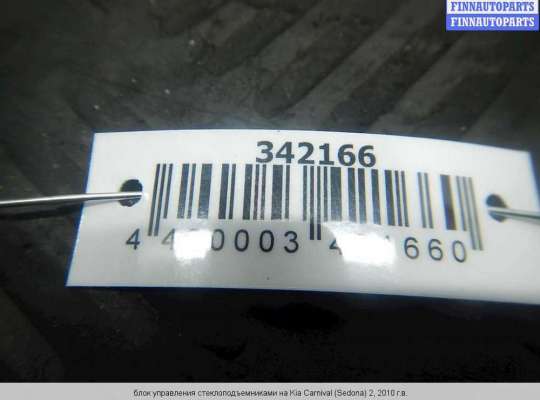 FINNAUTOPARTS
FINNAUTOPARTS
342166
блок управления стеклоподъемниками на Kia Carnival (Sedona) 2, 2010 г.в.